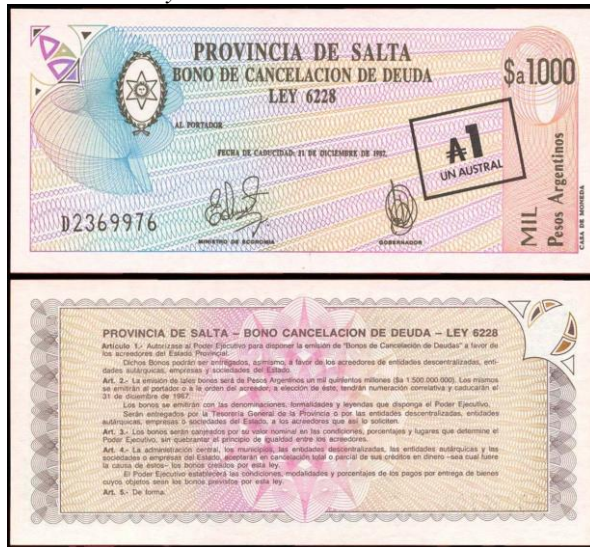 PROVINCIA DE SALTA
BONO DE CANCELACION DE DEUDA
LEY 6228
$a1.000
AL PORTADOR
FECHA DE CADUCIDAD: 31 DE DICIEMBRE DE 1987.
₳1
UN AUSTRAL
D2369976
MINISTRO DE ECONOMIA
GOBERNADOR
MIL
Pesos Argentinos
CASA DE MONEDA
PROVINCIA DE SALTA – BONO CANCELACION DE DEUDA – LEY 6228
Artículo 1.- Autorízase al Poder Ejecutivo para disponer la emisión de "Bonos de Cancelación de Deudas" a favor de
los acreedores del Estado Provincial.
Dichos Bonos podrán ser entregados, asimismo, a favor de los acreedores de entidades descentralizadas, enti-
dades autárquicas, empresas y sociedades del Estado.
Art. 2.- La emisión de tales bonos será de Pesos Argentinos un mil quinientos millones ($a 1.500.000.000). Los mismos
se emitirán al portador o a la orden del acreedor, a elección de éste, tendrán numeración correlativa y caducarán el
31 de diciembre de 1987.
Los bonos se emitirán con las denominaciones, formalidades y leyendas que disponga el Poder Ejecutivo.
Serán entregados por la Tesorería General de la Provincia o por las entidades descentralizadas, entidades
autárquicas, empresas o sociedades del Estado, a los acreedores que así lo soliciten.
Art. 3.- Los bonos serán canjeados por su valor nominal en las condiciones, porcentajes y lugares que determine el
Poder Ejecutivo, sin quebrantar el principio de igualdad entre los acreedores.
Art. 4.- La administración central, los municipios, las entidades descentralizadas, las entidades autárquicas y las
sociedades o empresas del Estado, aceptarán en cancelación total o parcial de sus créditos en dinero -sea cual fuere
la causa de éstos- los bonos creados por esta ley.
El Poder Ejecutivo establecerá las condiciones, modalidades y porcentajes de los pagos por entrega de bienes
cuyos objetos sean los bonos previstos por esta ley.
Art. 5.- De forma.